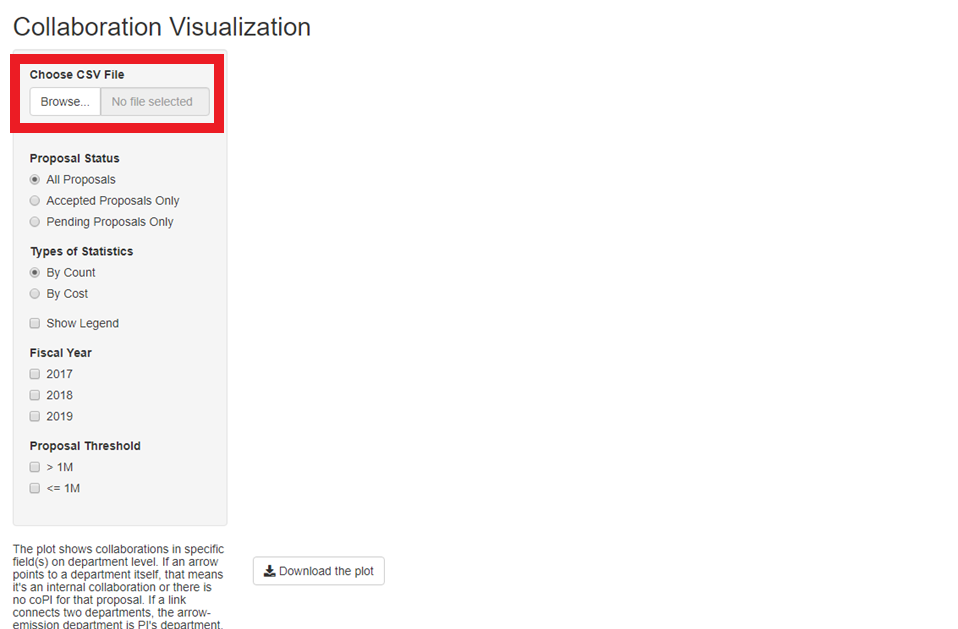 Collaboration Visualization
Choose CSV File
Browse... No file selected
Proposal Status
All Proposals
Accepted Proposals Only
Pending Proposals Only
Types of Statistics
By Count
By Cost
Show Legend
Fiscal Year
2017
2018
2019
Proposal Threshold
> 1M
<= 1M
The plot shows collaborations in specific
field(s) on department level. If an arrow
points to a department itself, that means
it's an internal collaboration or there is
no coPI for that proposal. If a link
connects two departments, the arrow-
emission department is PI's department.
Download the plot